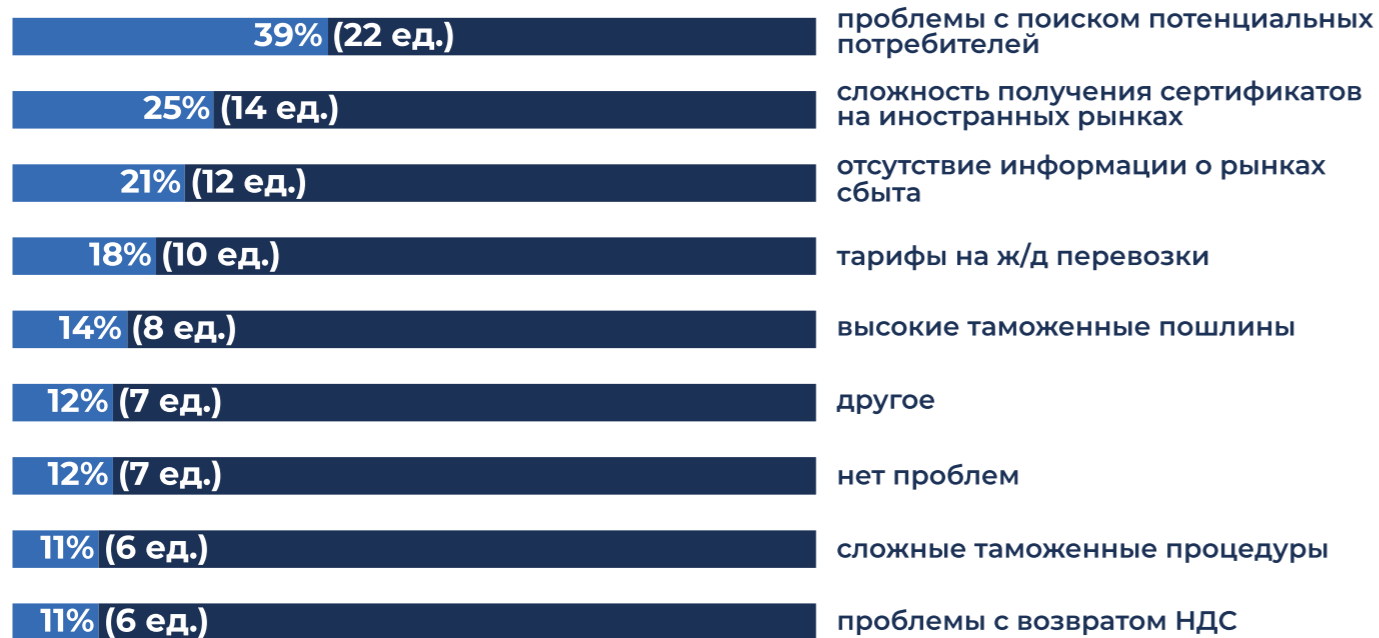 39% (22 ед.)
проблемы с поиском потенциальных
потребителей
25% (14 ед.)
сложность получения сертификатов
на иностранных рынках
21% (12 ед.)
отсутствие информации о рынках
сбыта
18% (10 ед.)
тарифы на ж/д перевозки
14% (8 ед.)
высокие таможенные пошлины
12% (7 ед.)
другое
12% (7 ед.)
нет проблем
11% (6 ед.)
сложные таможенные процедуры
11% (6 ед.)
проблемы с возвратом НДС